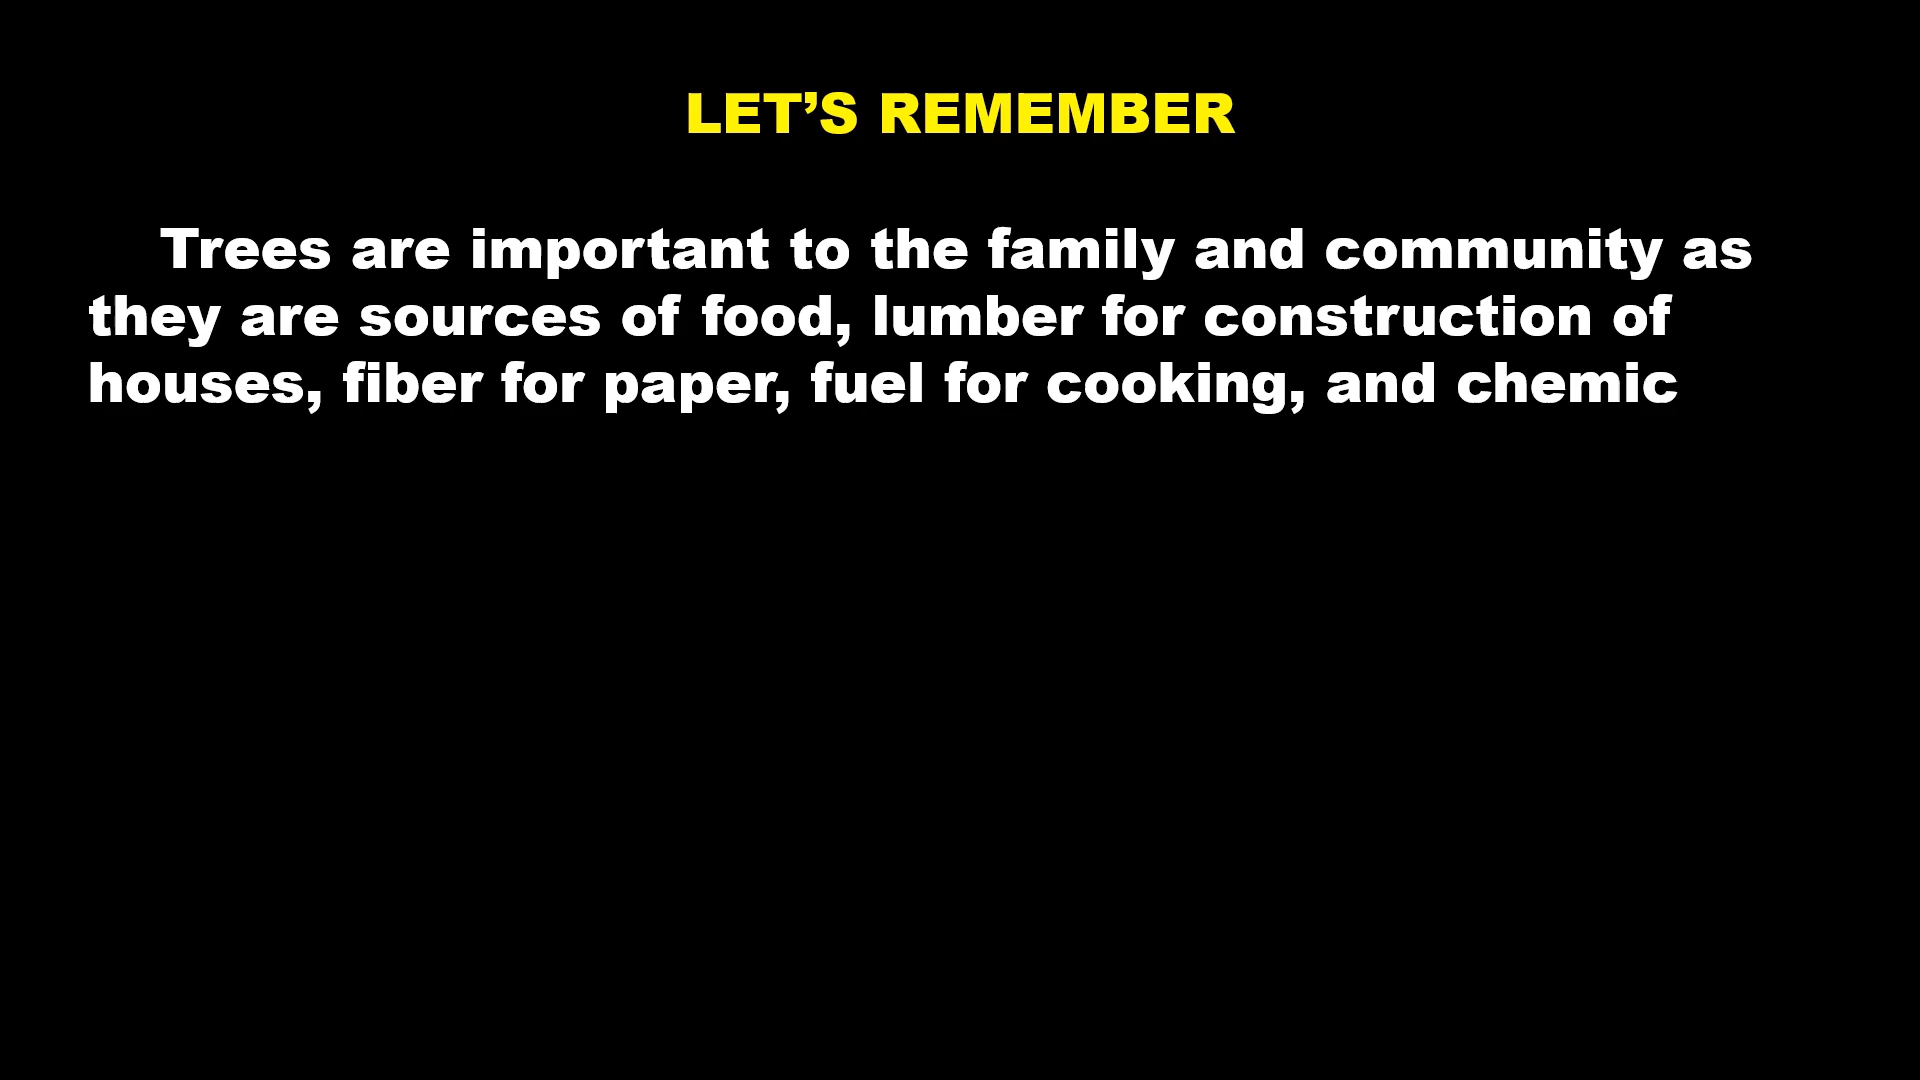 LET’S REMEMBER
Trees are important to the family and community as
they are sources of food, lumber for construction of
houses, fiber for paper, fuel for cooking, and chemic